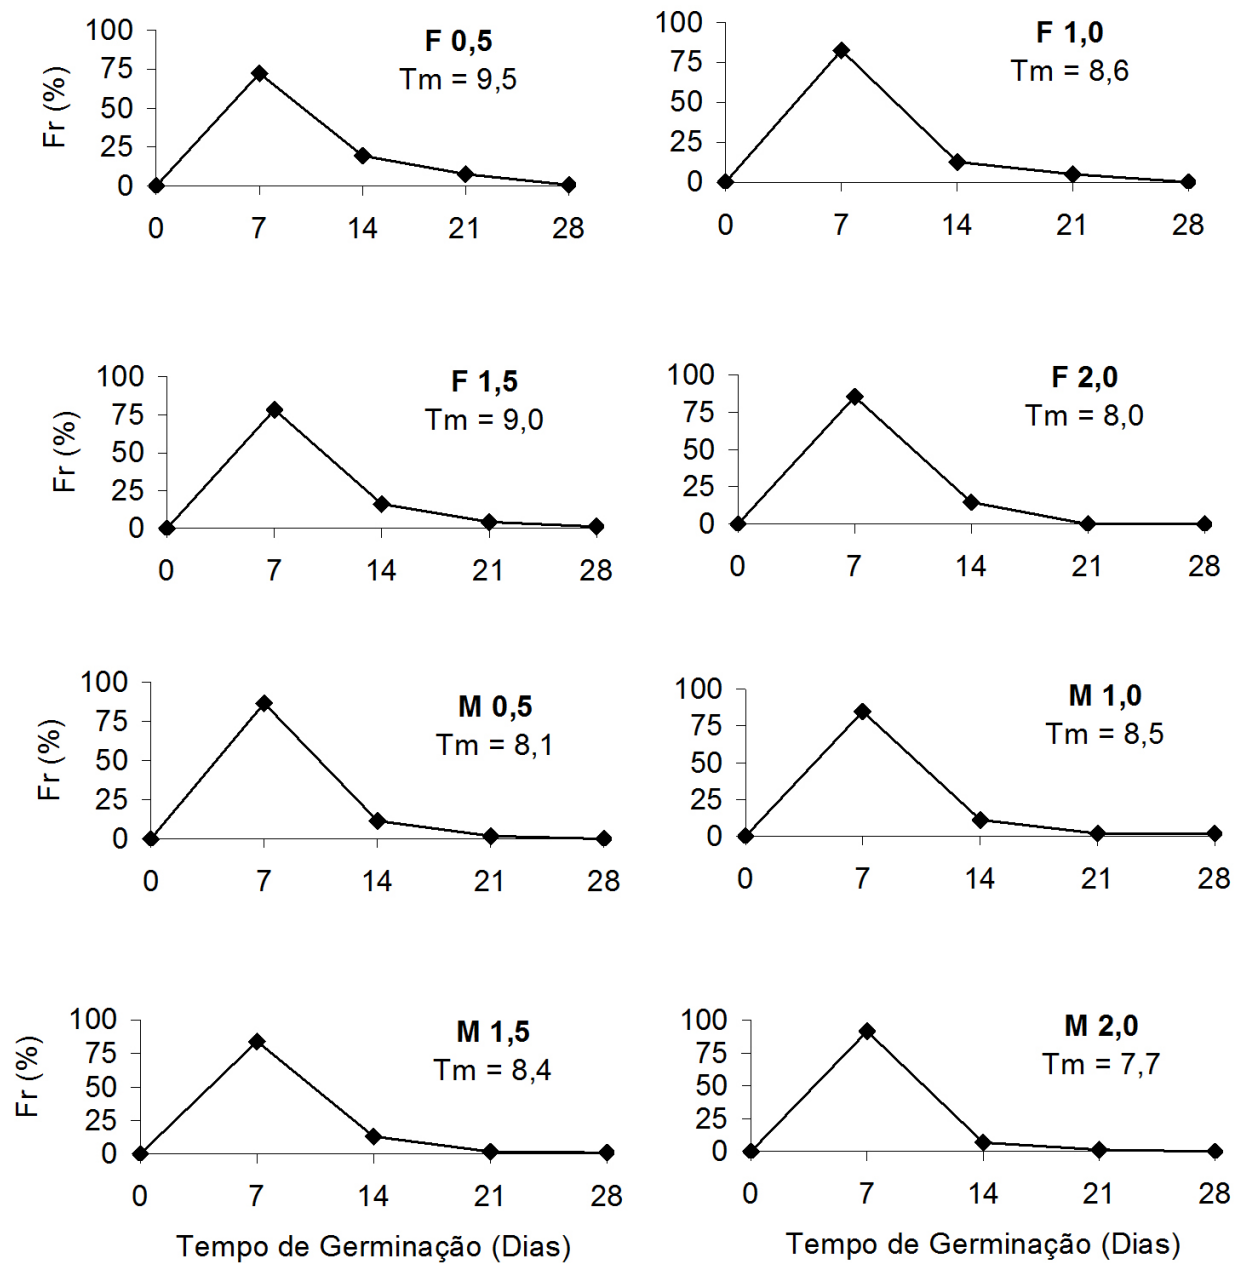 F 0,5
Tm = 9,5
Fr (%)
100
75
50
25
0
0 7 14 21 28
F 1,0
Tm = 8,6
100
75
50
25
0
0 7 14 21 28
F 1,5
Tm = 9,0
Fr (%)
100
75
50
25
0
0 7 14 21 28
F 2,0
Tm = 8,0
100
75
50
25
0
0 7 14 21 28
M 0,5
Tm = 8,1
Fr (%)
100
75
50
25
0
0 7 14 21 28
M 1,0
Tm = 8,5
100
75
50
25
0
0 7 14 21 28
M 1,5
Tm = 8,4
Fr (%)
100
75
50
25
0
0 7 14 21 28
Tempo de Germinação (Dias)
M 2,0
Tm = 7,7
100
75
50
25
0
0 7 14 21 28
Tempo de Germinação (Dias)